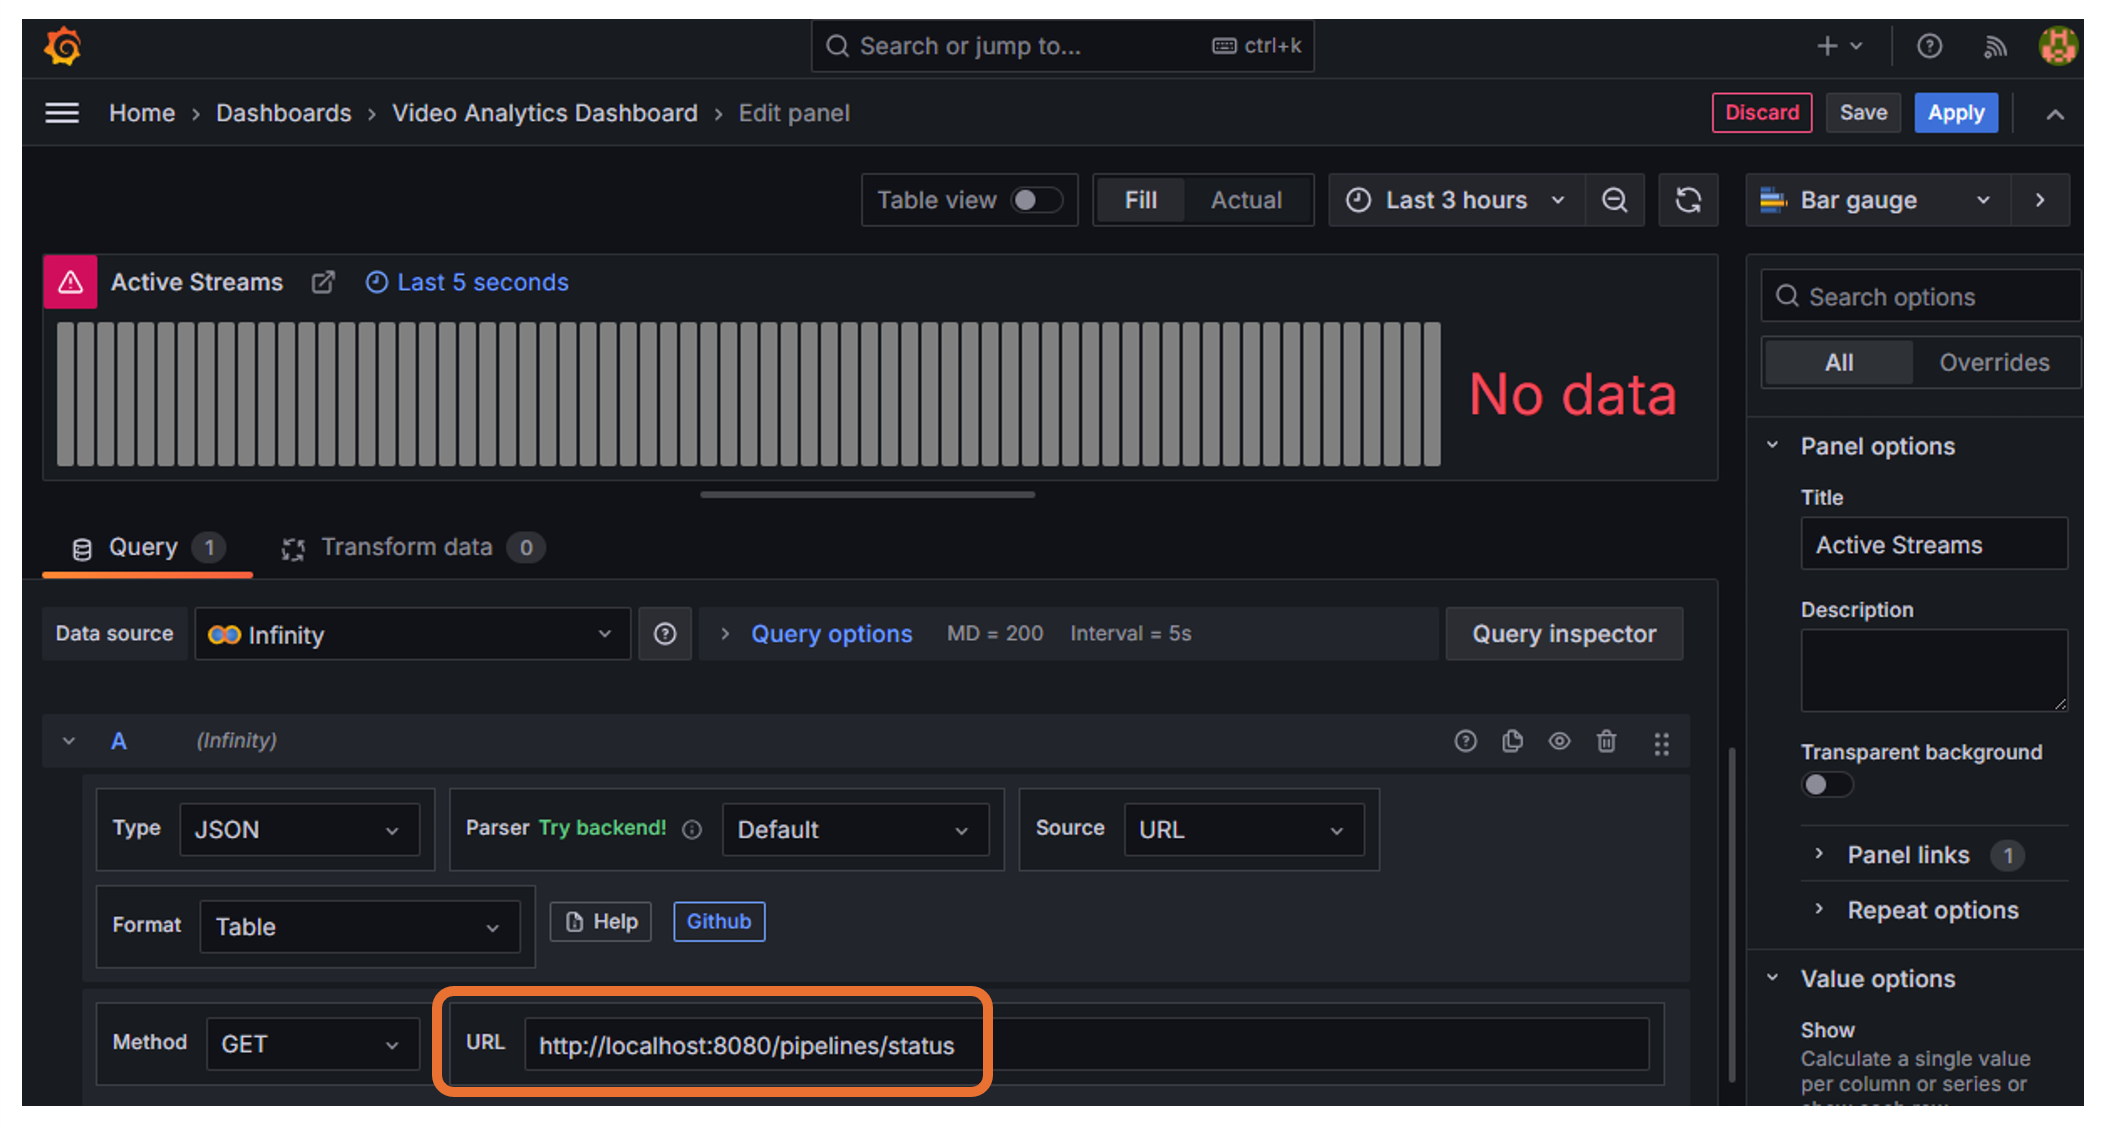 Search or jump to... ctrl+k
Home › Dashboards › Video Analytics Dashboard › Edit panel Discard Save Apply
Table view Fill Actual Last 3 hours Bar gauge
Active Streams Last 5 seconds
Search options
All Overrides
No data
Panel options
Title
Active Streams
Query 1 Transform data 0
Description
Data source Infinity Query options MD = 200 Interval = 5s Query inspector
A (Infinity)
Transparent background
Type JSON Parser Try backend! Default Source URL
Panel links 1
Format Table Help Github
Repeat options
Value options
Method GET URL http://localhost:8080/pipelines/status
Show
Calculate a single value
per column or series or